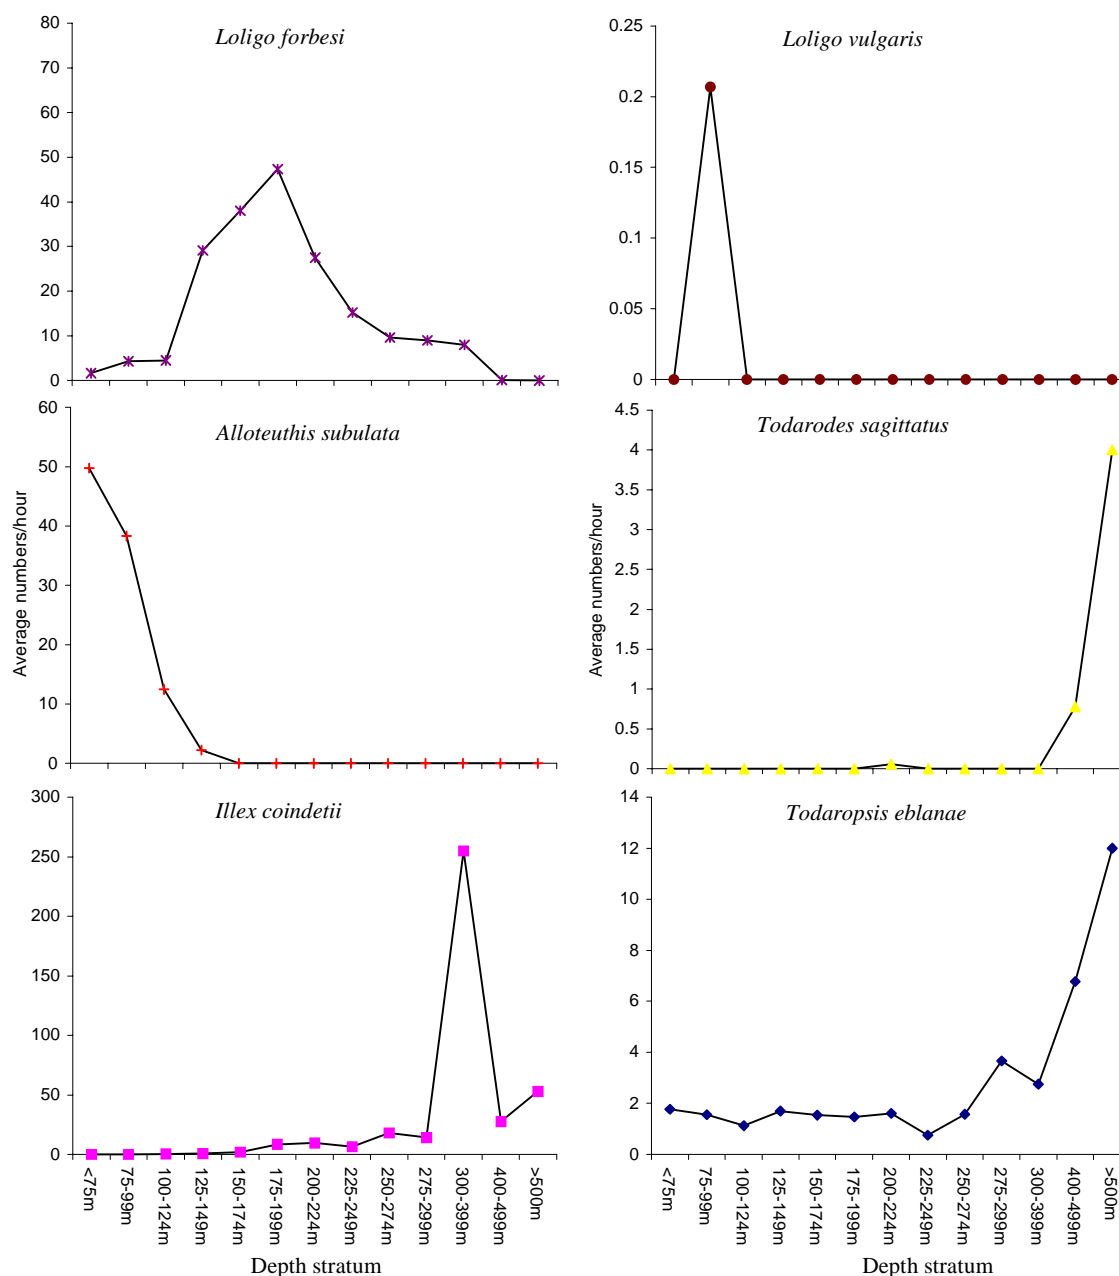 Loligo forbesi
80
70
60
50
40
30
20
10
0
Loligo vulgaris
0.25
0.2
0.15
0.1
0.05
0
Alloteuthis subulata
60
50
40
30
20
10
0
Average numbers/hour
Todarodes sagittatus
4.5
4
3.5
3
2.5
2
1.5
1
0.5
0
Average numbers/hour
Illex coindetii
300
250
200
150
100
50
0
<75m
75-99m
100-124m
125-149m
150-174m
175-199m
200-224m
225-249m
250-274m
275-299m
300-399m
400-499m
>500m
Depth stratum
Todaropsis eblanae
14
12
10
8
6
4
2
0
<75m
75-99m
100-124m
125-149m
150-174m
175-199m
200-224m
225-249m
250-274m
275-299m
300-399m
400-499m
>500m
Depth stratum